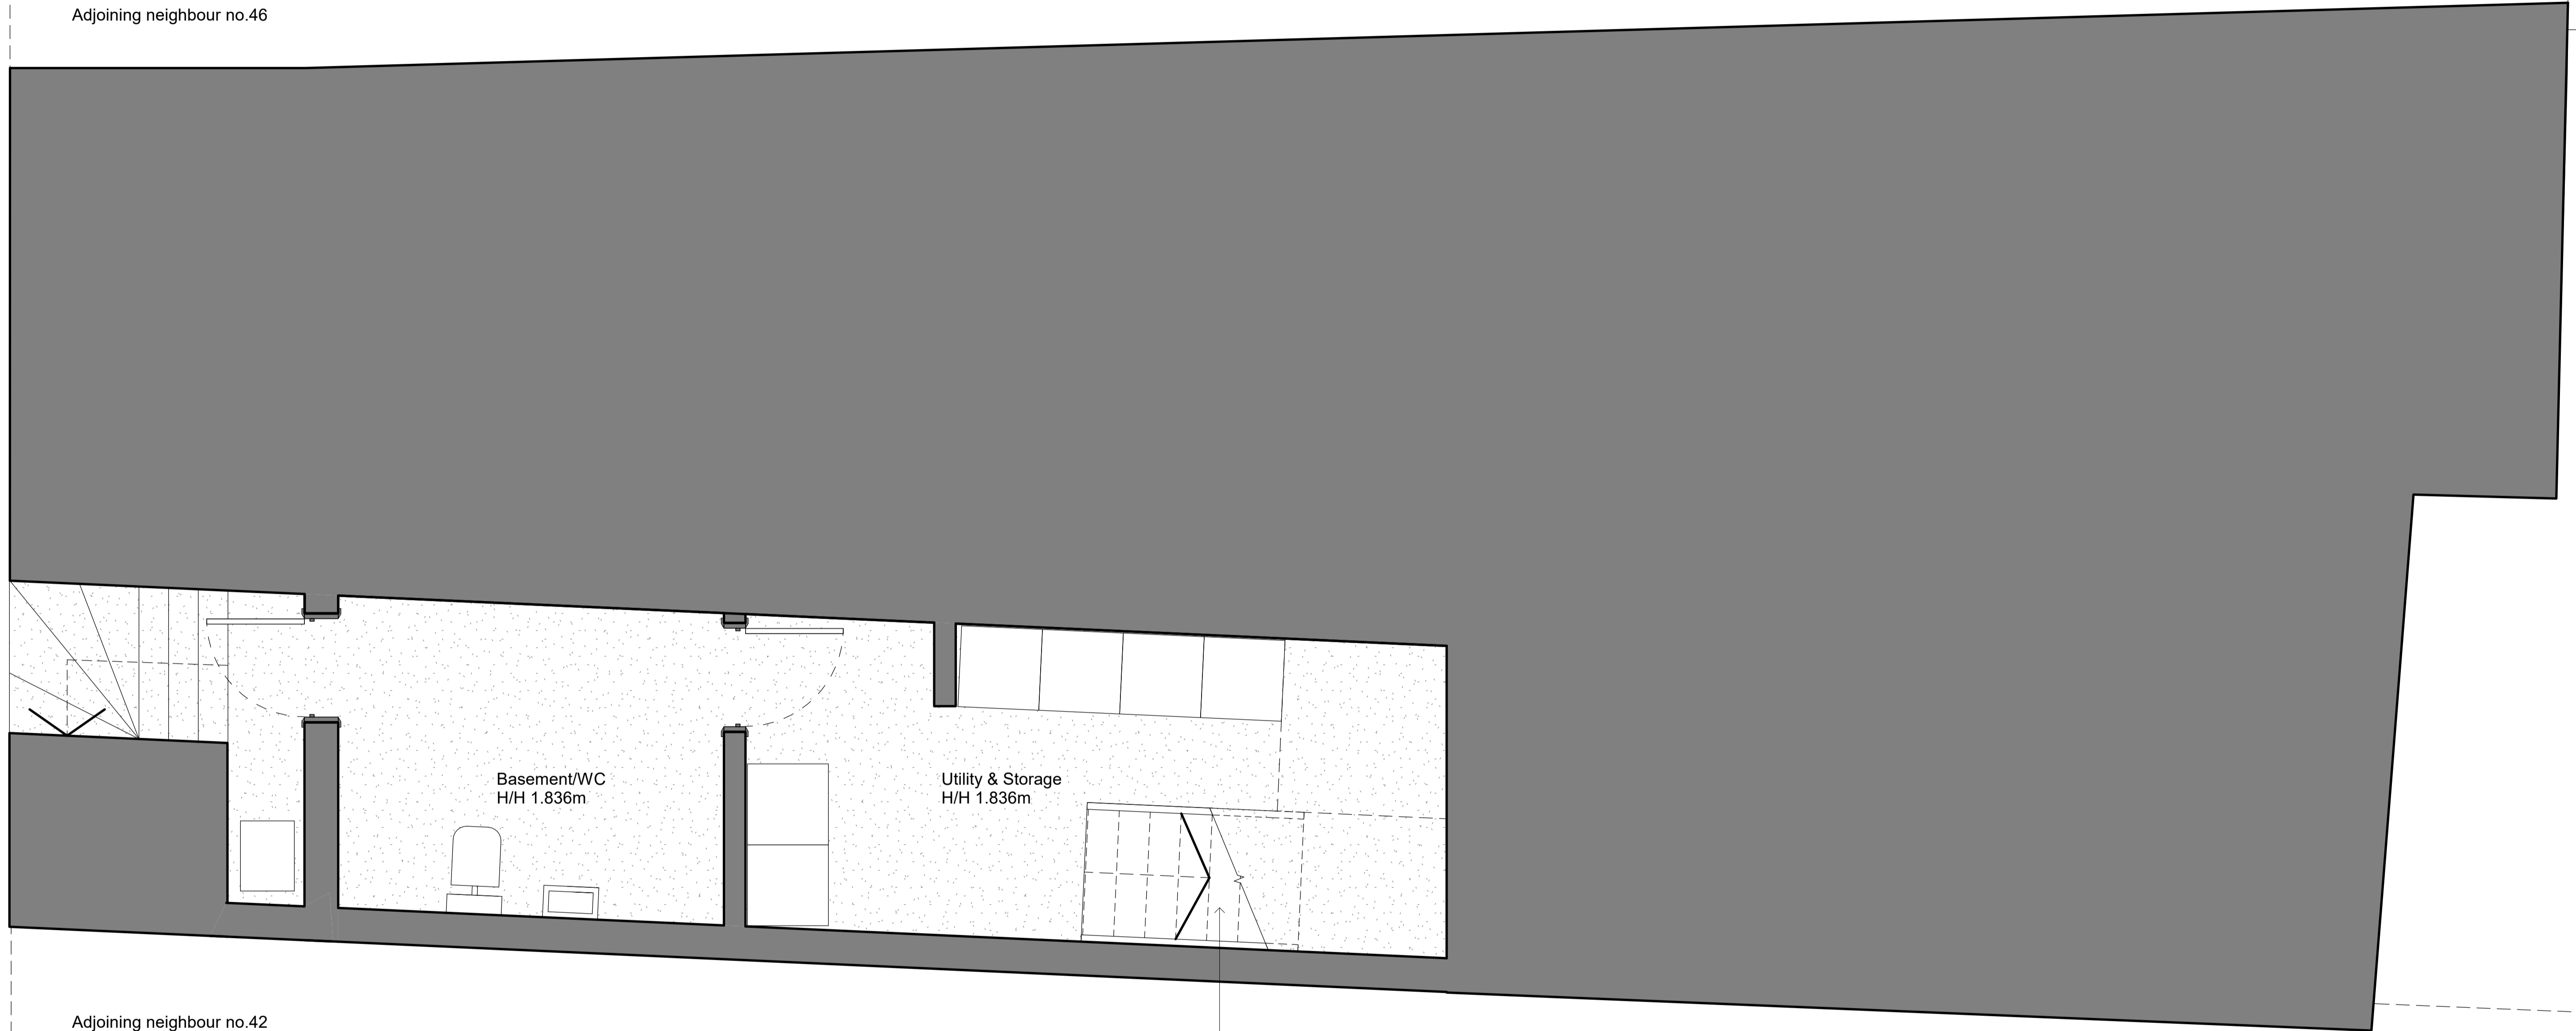 Adjoining neighbour no.46
Basement/WC
H/H 1.836m
Utility & Storage
H/H 1.836m
Adjoining neighbour no.42